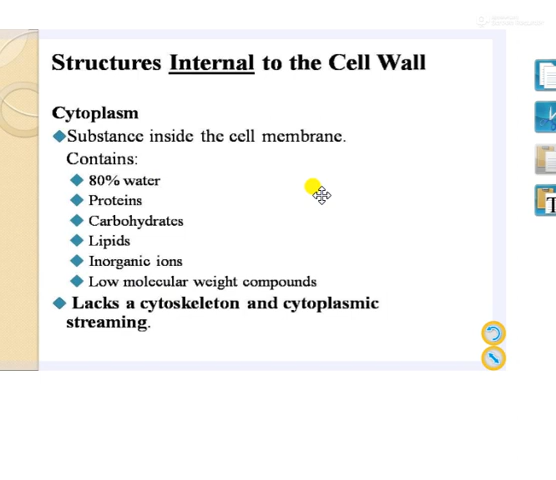 Structures Internal to the Cell Wall
Cytoplasm
Substance inside the cell membrane.
Contains:
80% water
Proteins
Carbohydrates
Lipids
Inorganic ions
Low molecular weight compounds
Lacks a cytoskeleton and cytoplasmic
streaming.
T